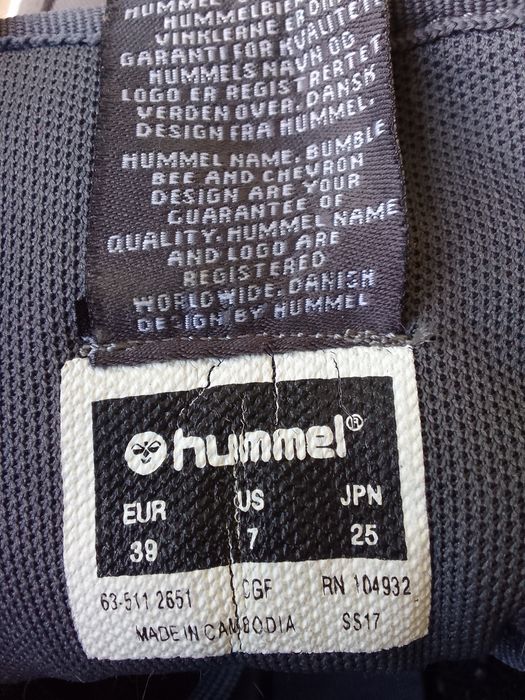 HUMMELBIEN
VINKLERNE ER DIN
GARANTI FOR KVALITET.
HUMMELS NAVN OG
LOGO ER REGISTRERTET
VERDEN OVER. DANSK
DESIGN FRA HUMMEL.
HUMMEL NAME, BUMBLE
BEE AND CHEVRON
DESIGN ARE YOUR
GUARANTEE OF
QUALITY. HUMMEL NAME
AND LOGO ARE
REGISTERED
WORLDWIDE. DANISH
DESIGN BY HUMMEL
hummel®
EUR US JPN
39 7 25
63-511 2651 CGF RN 104932
MADE IN CAMBODIA SS17